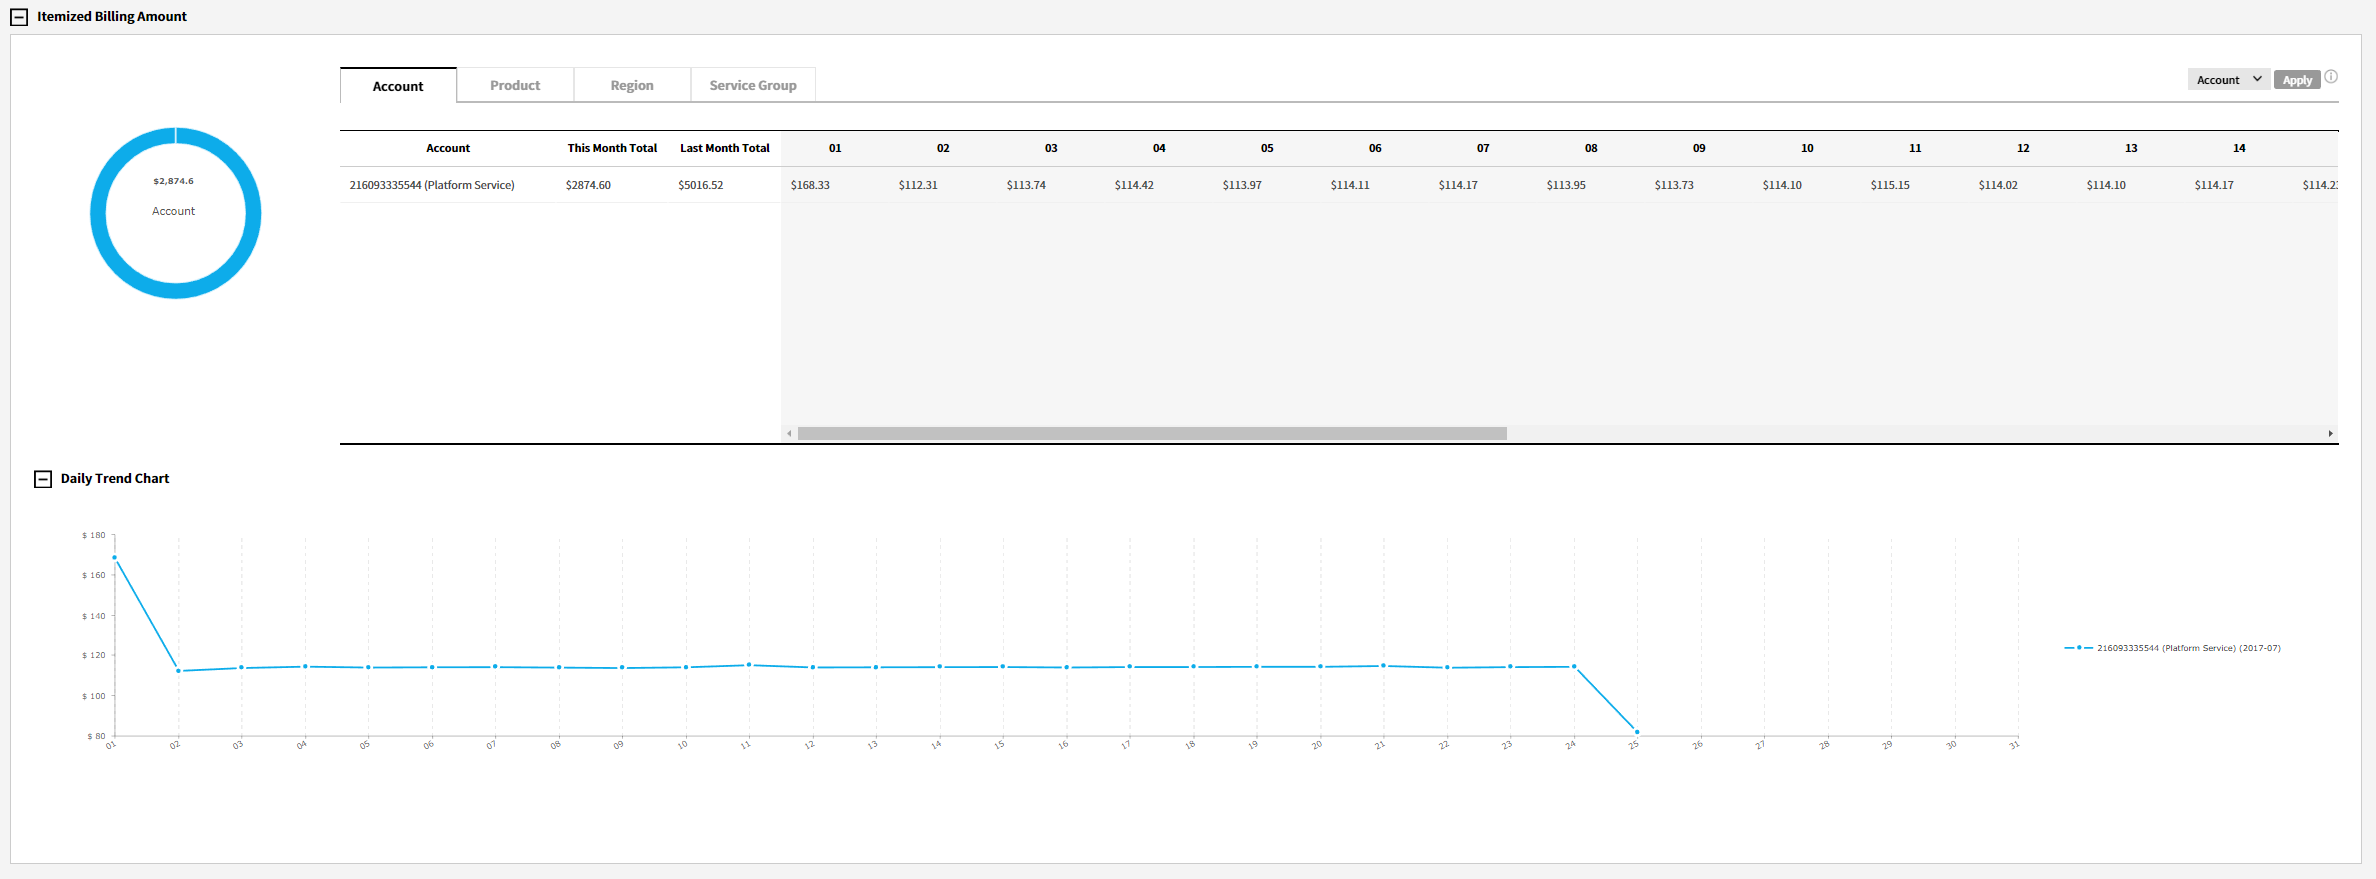 Itemized Billing Amount
Account Product Region Service Group Account Apply
$2,874.6
Account
Account This Month Total Last Month Total 01 02 03 04 05 06 07 08 09 10 11 12 13 14
216093335544 (Platform Service) $2874.60 $5016.52 $168.33 $112.31 $113.74 $114.42 $113.97 $114.11 $114.17 $113.95 $113.73 $114.10 $115.15 $114.02 $114.10 $114.17
Daily Trend Chart
$ 180
$ 160
$ 140
$ 120
$ 100
$ 80
01 02 03 04 05 06 07 08 09 10 11 12 13 14 15 16 17 18 19 20 21 22 23 24 25 26 27 28 29 30 31
216093335544 (Platform Service) (2017-07)